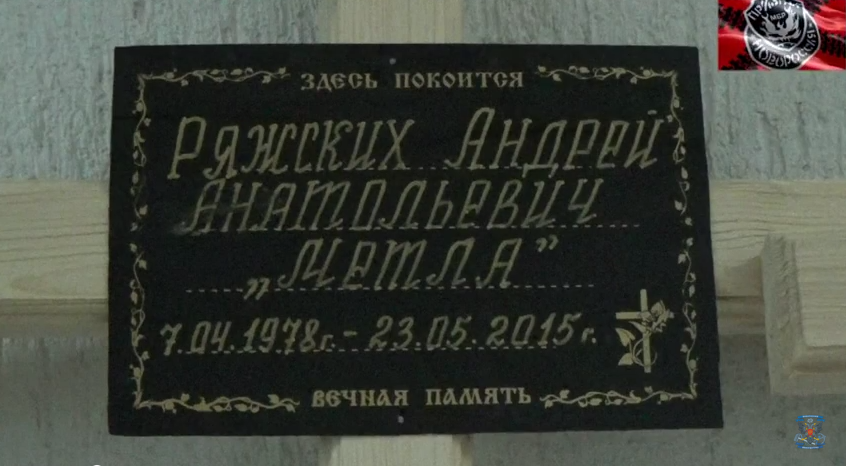 ЗДЕСЬ ПОКОИТСЯ
Ряжских Андрей
Анатольевич
„Метла”
7.04.1978г. - 23.05.2015г.
ВЕЧНАЯ ПАМЯТЬ